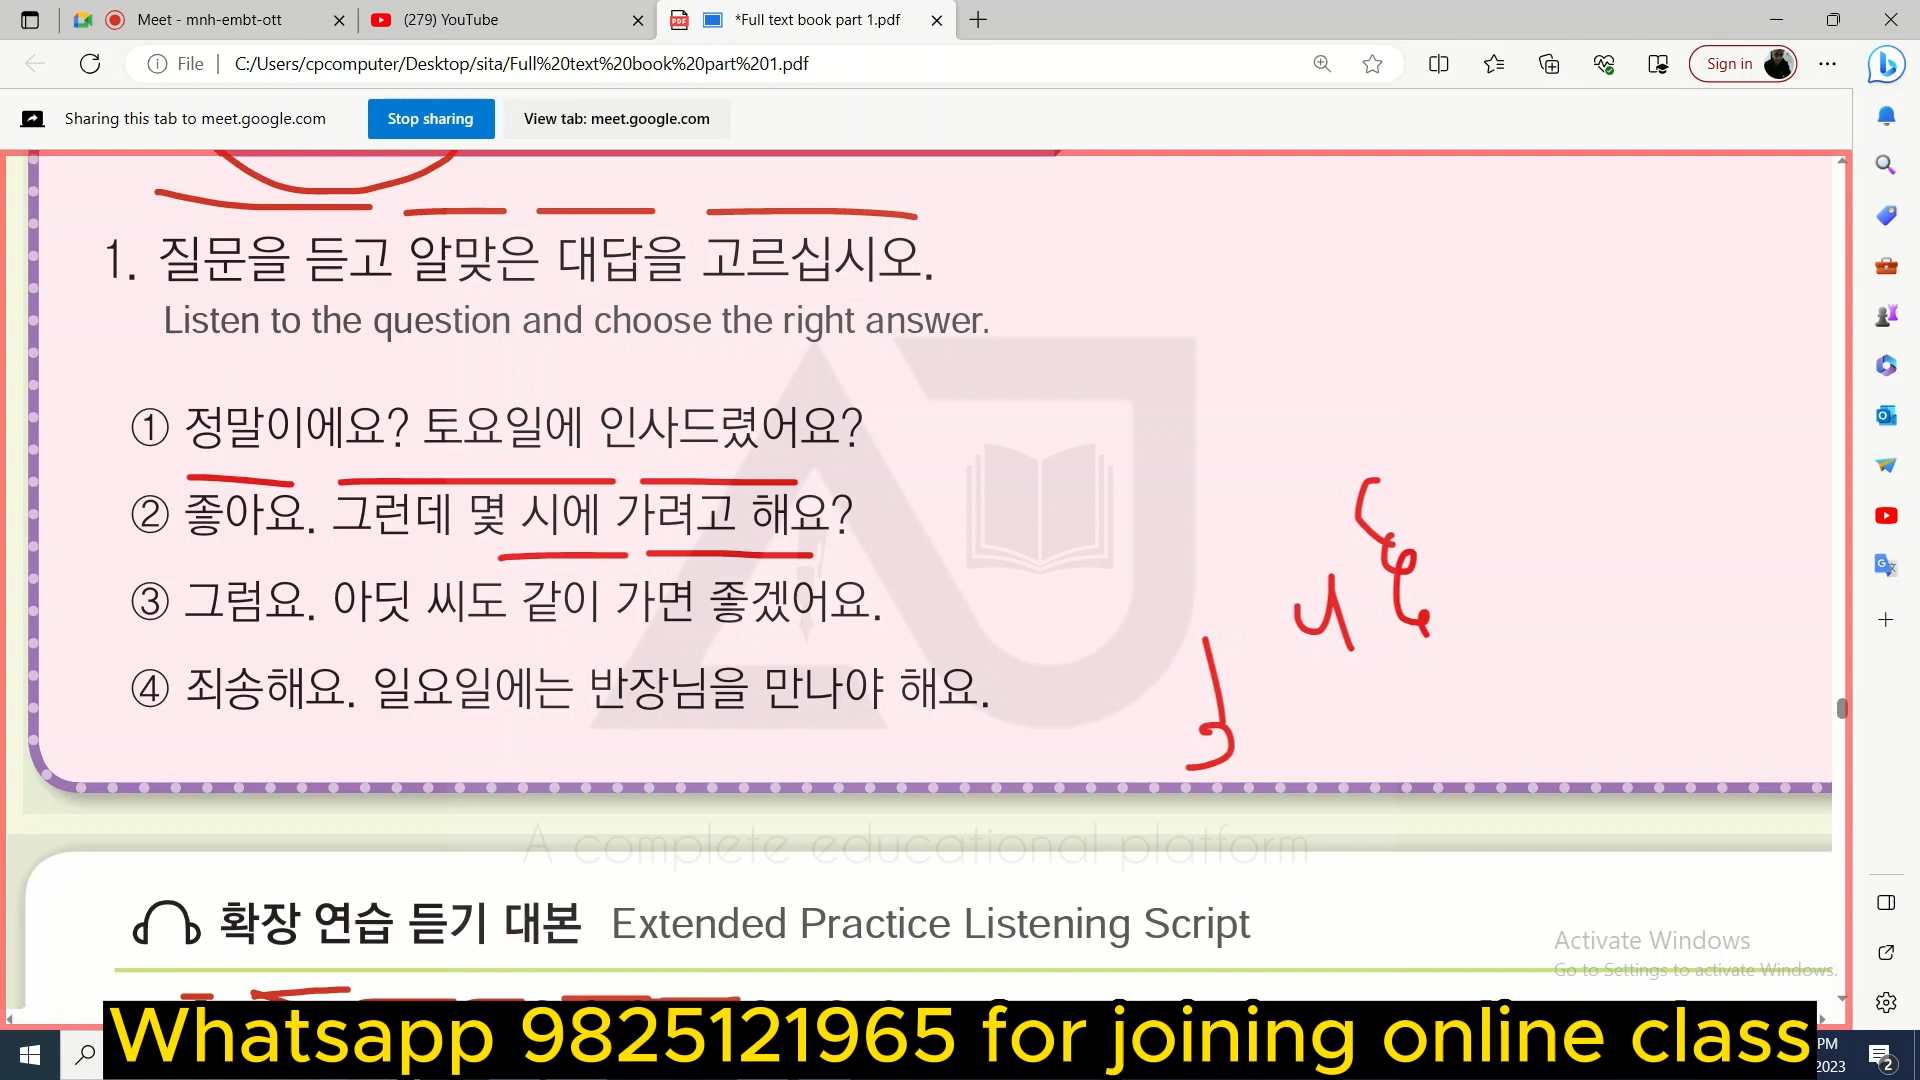 Meet - mnh-embt-ott
(279) YouTube
*Full text book part 1.pdf
File
C:/Users/cpcomputer/Desktop/sita/Full%20text%20book%20part%201.pdf
Sign in
Sharing this tab to meet.google.com
Stop sharing
View tab: meet.google.com
1. 질문을 듣고 알맞은 대답을 고르십시오.
Listen to the question and choose the right answer.
① 정말이에요? 토요일에 인사드렸어요?
② 좋아요. 그런데 몇 시에 가려고 해요?
③ 그럼요. 아딧 씨도 같이 가면 좋겠어요.
④ 죄송해요. 일요일에는 반장님을 만나야 해요.
A complete educational platform
확장 연습 듣기 대본 Extended Practice Listening Script
Activate Windows
Go to Settings to activate Windows.
Whatsapp 9825121965 for joining online class
PM
2023
2